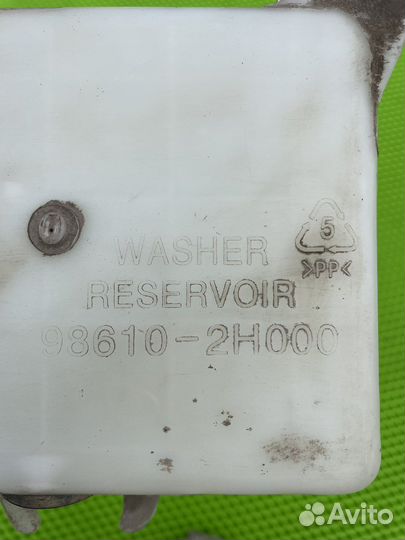 5
>PP<
WASHER
RESERVOIR
98610-2H000
Avito